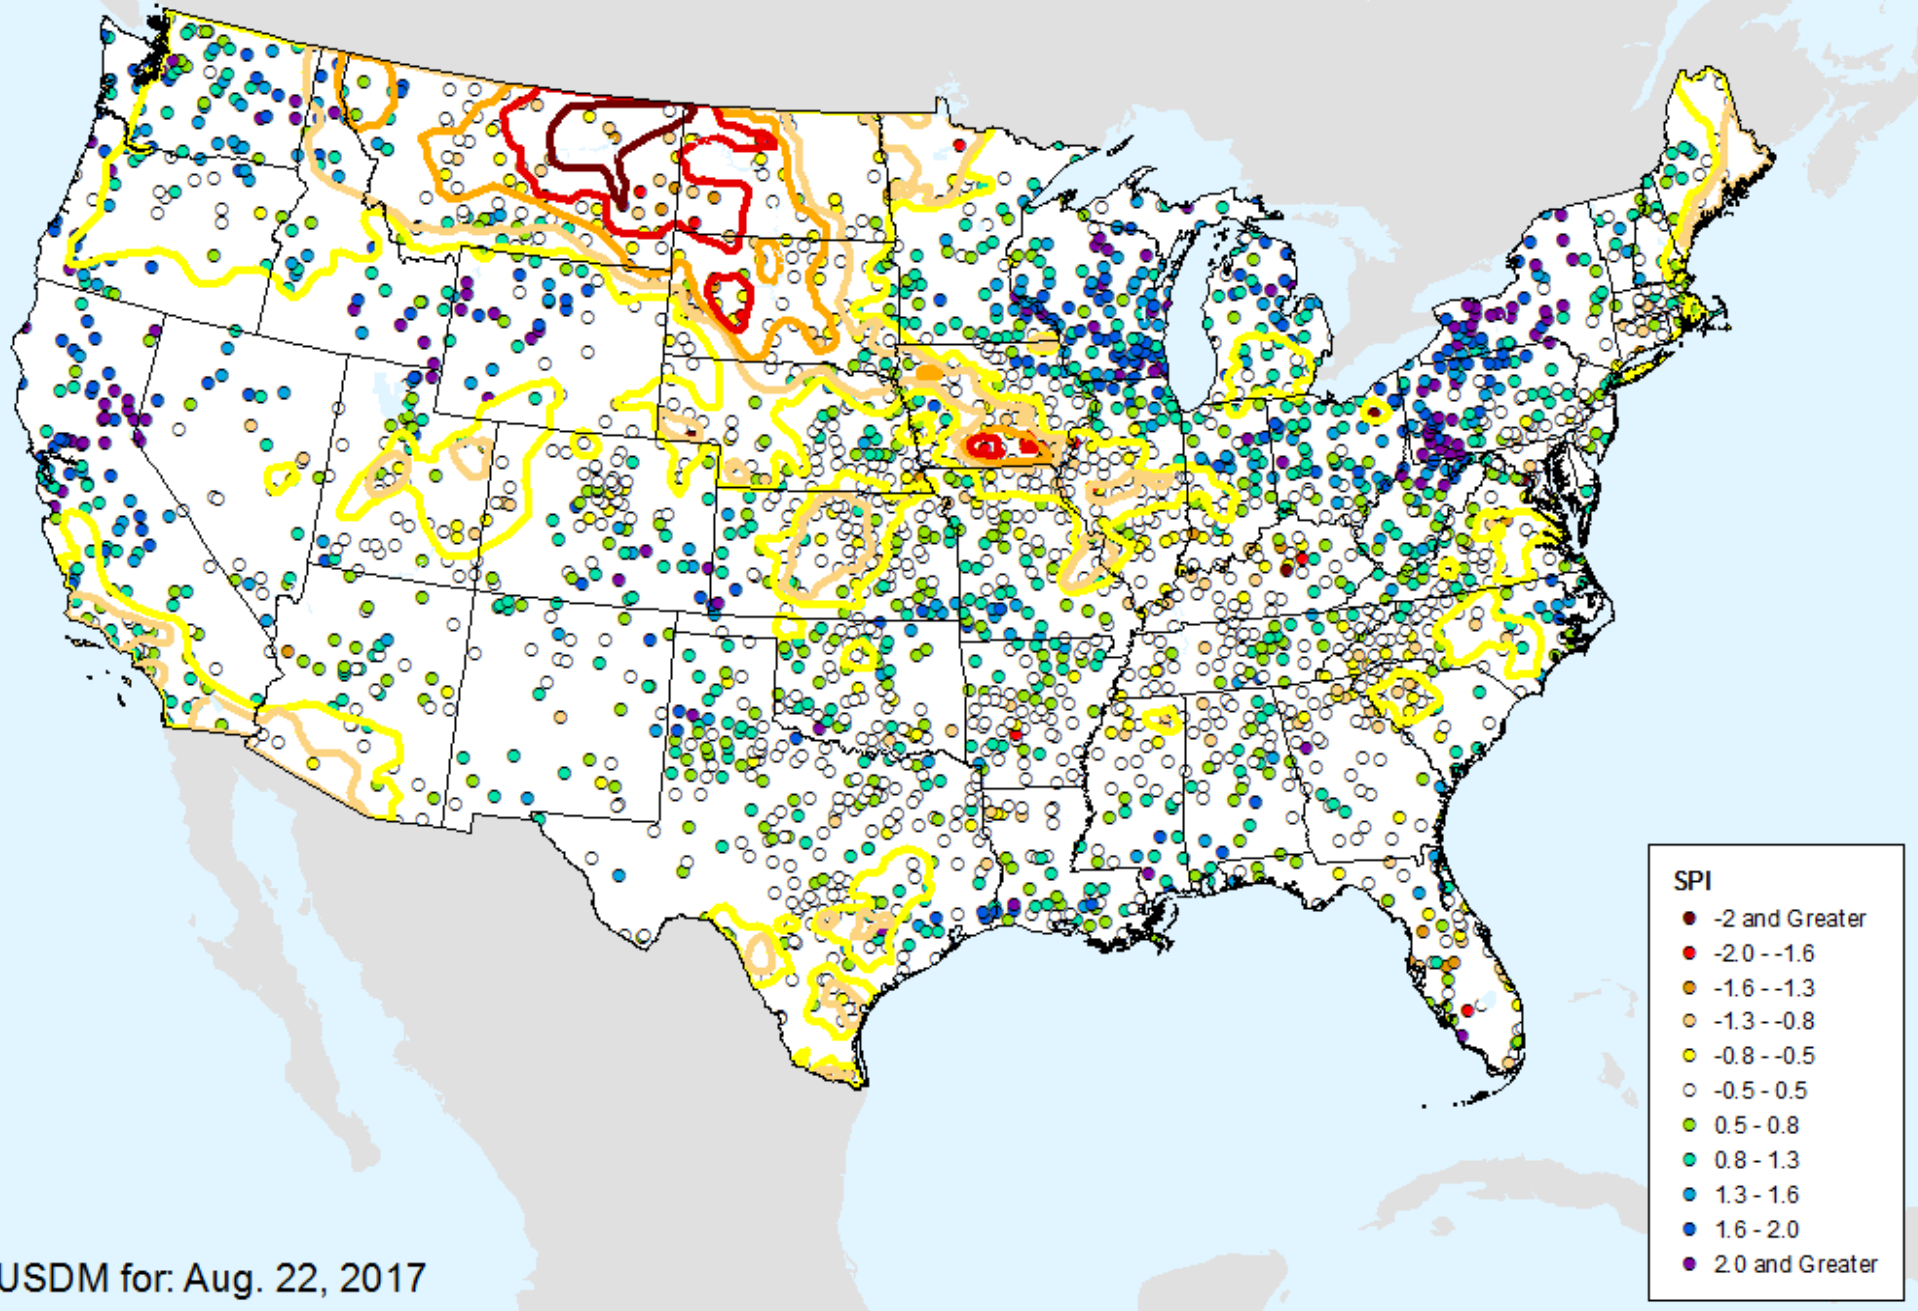 SPI
-2 and Greater
-2.0 - -1.6
-1.6 - -1.3
-1.3 - -0.8
-0.8 - -0.5
-0.5 - 0.5
0.5 - 0.8
0.8 - 1.3
1.3 - 1.6
1.6 - 2.0
2.0 and Greater
USDM for: Aug. 22, 2017